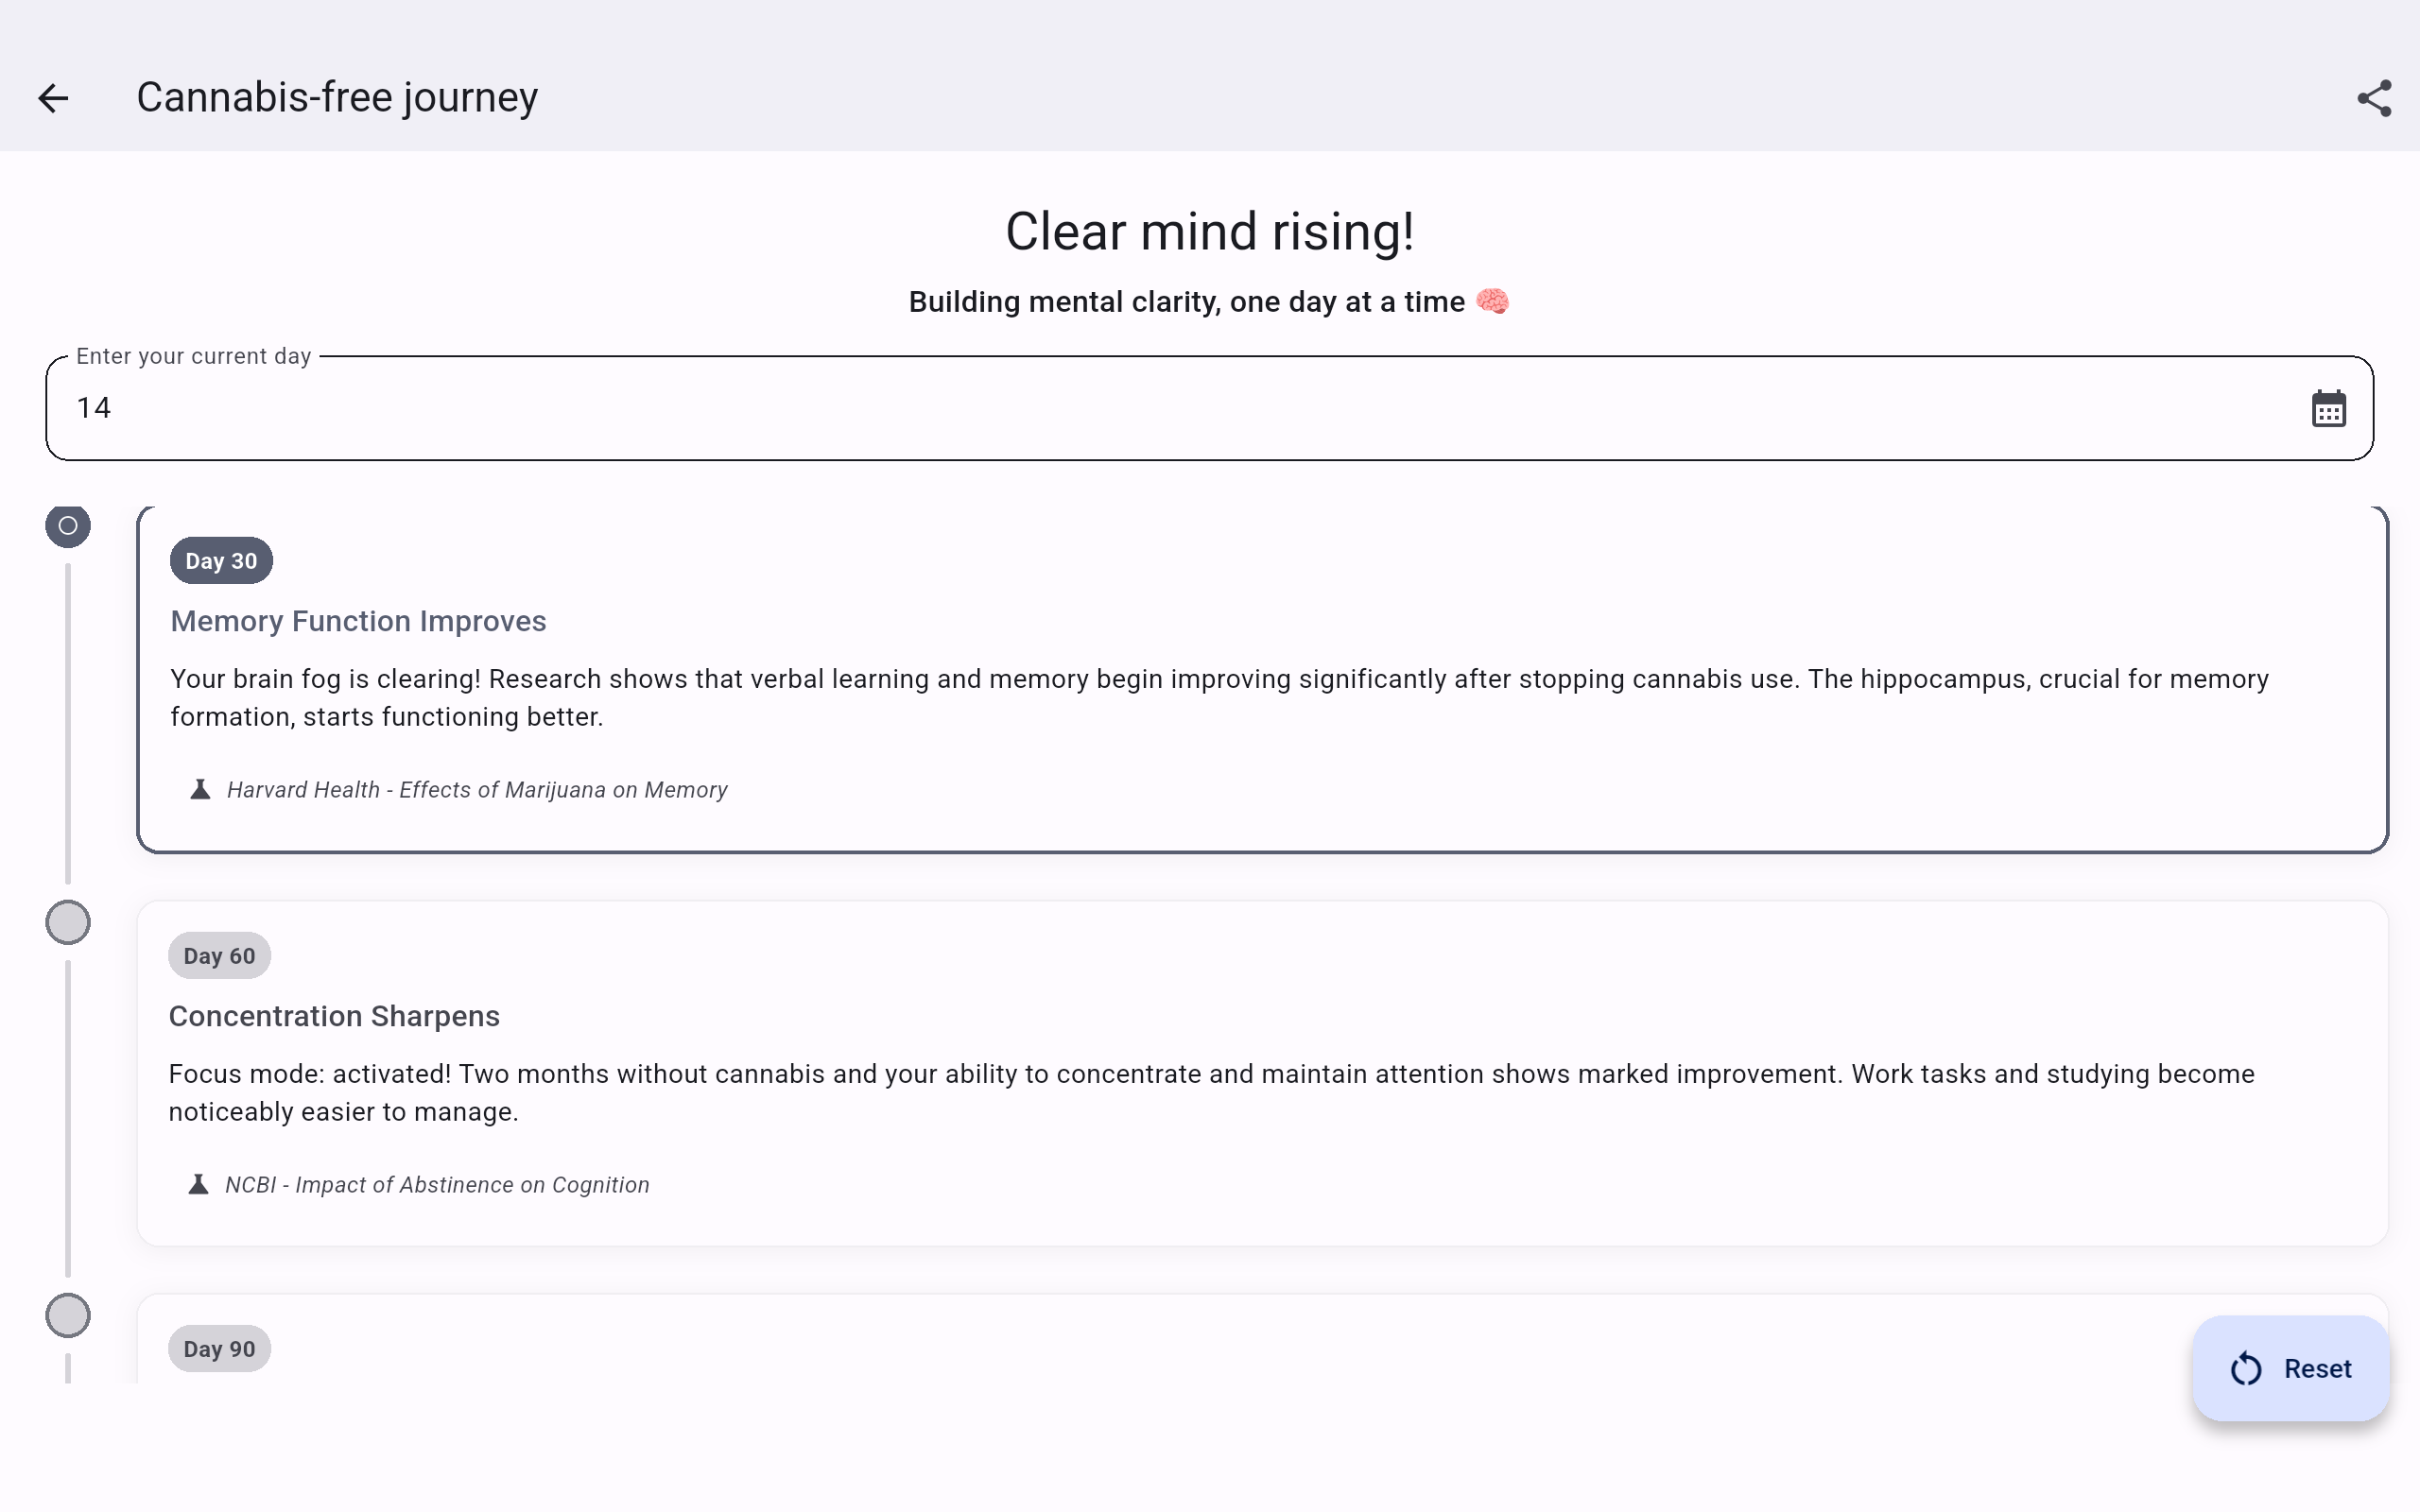 Cannabis-free journey
Clear mind rising!
Building mental clarity, one day at a time 🧠
Enter your current day
14
Day 30
Memory Function Improves
Your brain fog is clearing! Research shows that verbal learning and memory begin improving significantly after stopping cannabis use. The hippocampus, crucial for memory
formation, starts functioning better.
Harvard Health - Effects of Marijuana on Memory
Day 60
Concentration Sharpens
Focus mode: activated! Two months without cannabis and your ability to concentrate and maintain attention shows marked improvement. Work tasks and studying become
noticeably easier to manage.
NCBI - Impact of Abstinence on Cognition
Day 90
Reset